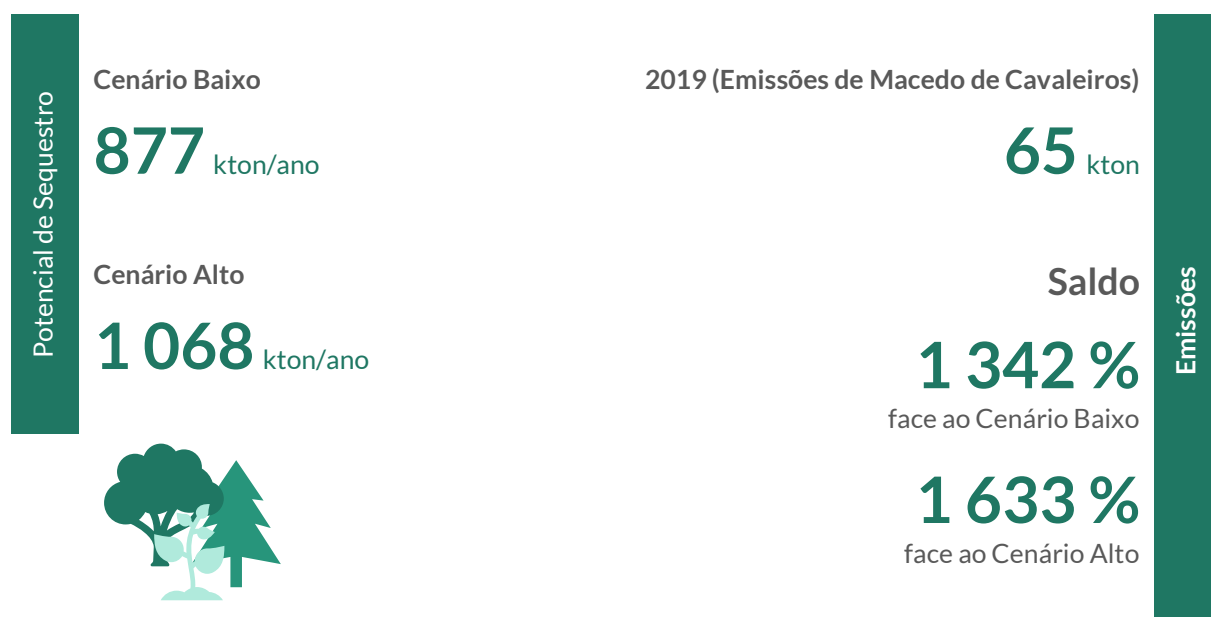 Potencial de Sequestro
Cenário Baixo
877 kton/ano
Cenário Alto
1 068 kton/ano
2019 (Emissões de Macedo de Cavaleiros)
65 kton
Saldo
1 342 %
face ao Cenário Baixo
1 633 %
face ao Cenário Alto
Emissões